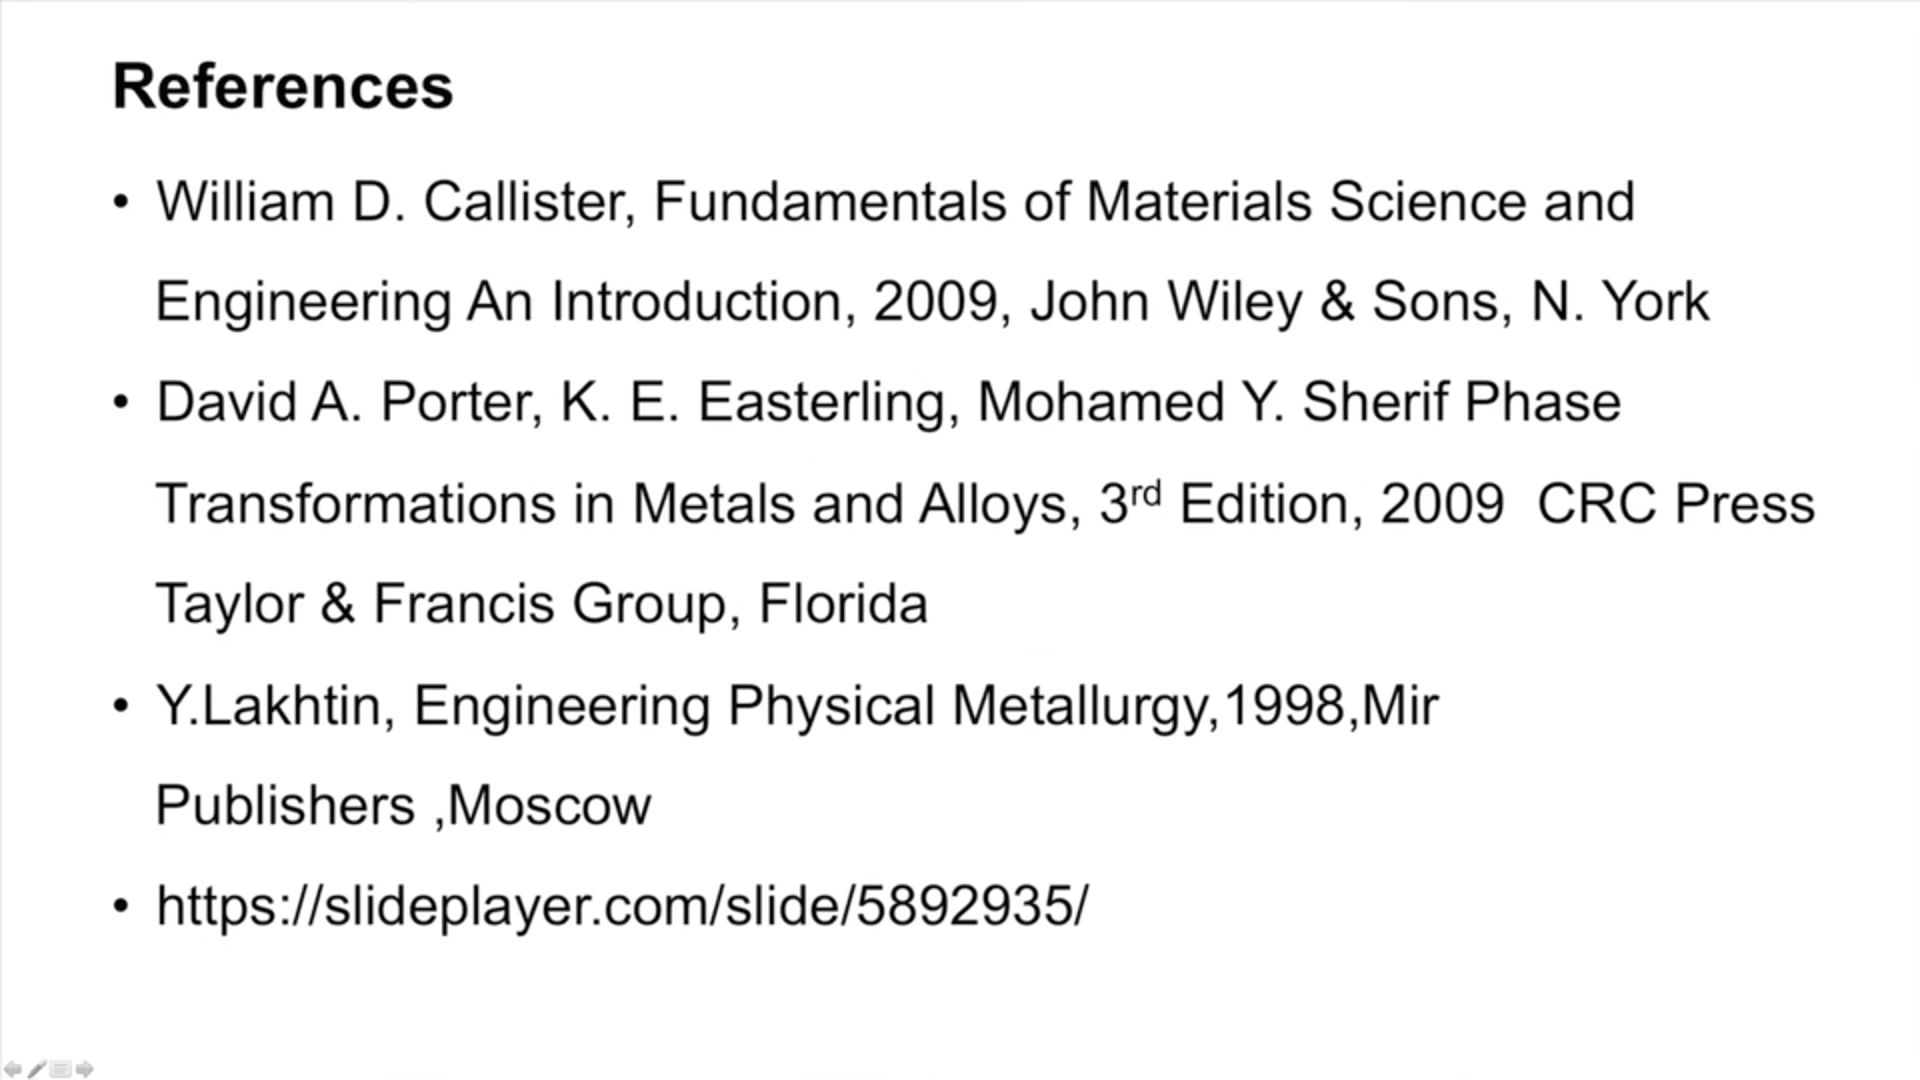 References
• William D. Callister, Fundamentals of Materials Science and
Engineering An Introduction, 2009, John Wiley & Sons, N. York
• David A. Porter, K. E. Easterling, Mohamed Y. Sherif Phase
Transformations in Metals and Alloys, 3rd Edition, 2009  CRC Press
Taylor & Francis Group, Florida
• Y.Lakhtin, Engineering Physical Metallurgy,1998,Mir
Publishers ,Moscow
• https://slideplayer.com/slide/5892935/